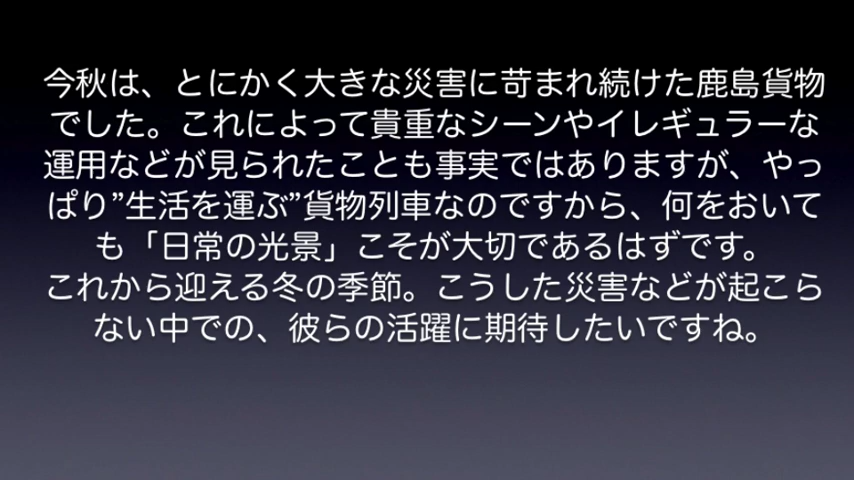 今秋は、とにかく大きな災害に苛まれ続けた鹿島貨物
でした。これによって貴重なシーンやイレギュラーな
運用などが見られたことも事実ではありますが、やっ
ぱり”生活を運ぶ”貨物列車なのですから、何をおいて
も「日常の光景」こそが大切であるはずです。
これから迎える冬の季節。こうした災害などが起こら
ない中での、彼らの活躍に期待したいですね。